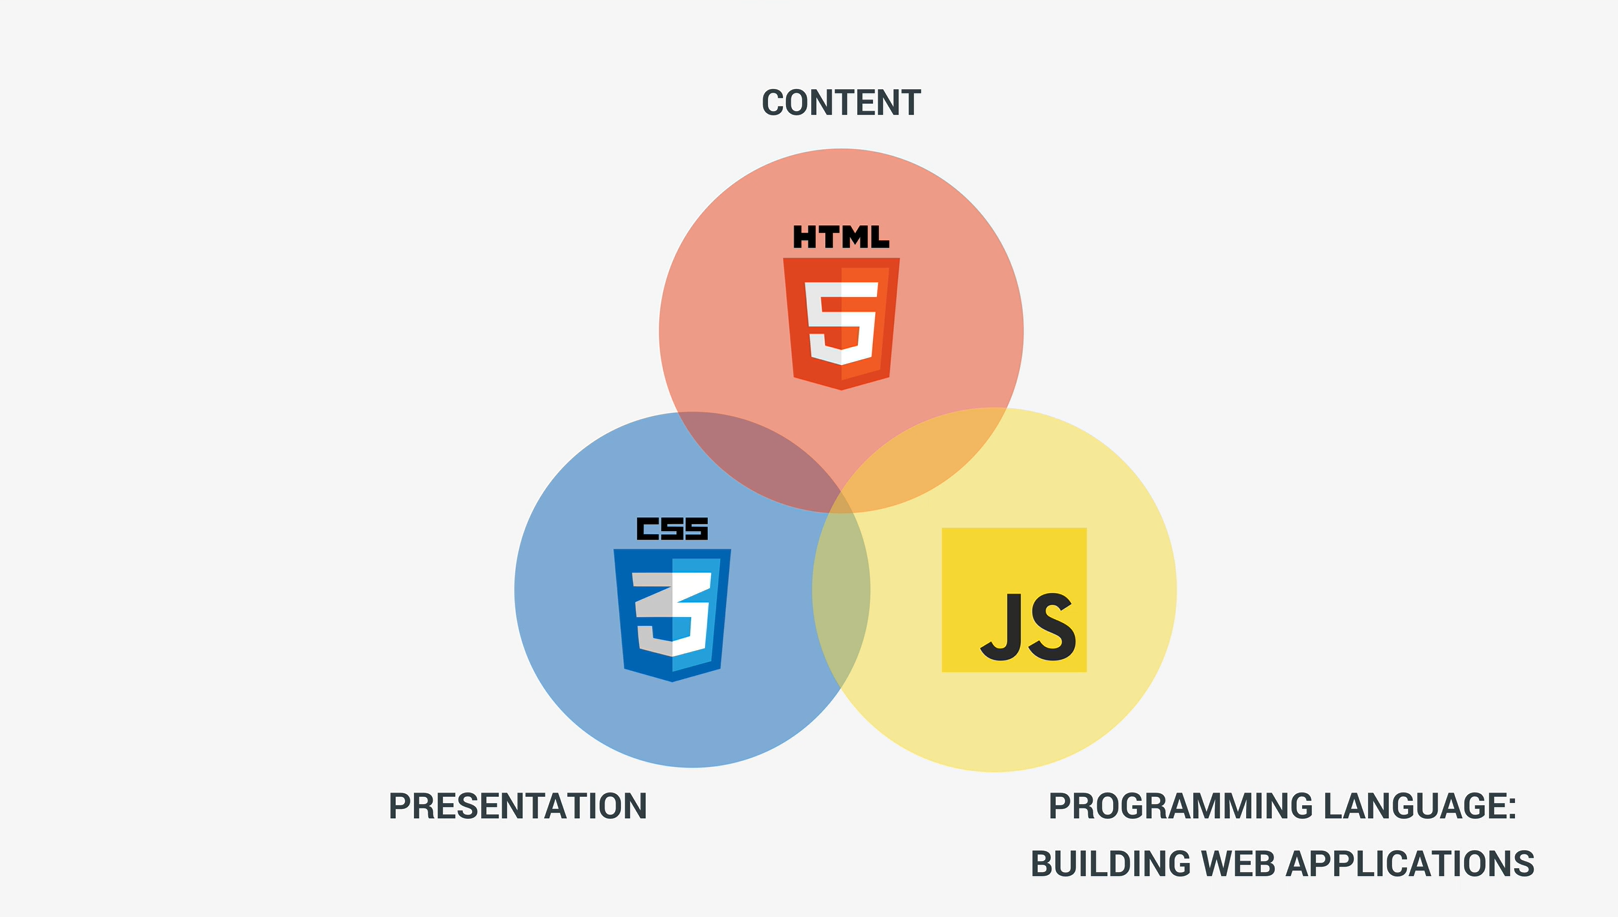 CONTENT
HTML
5
CSS
3
JS
PRESENTATION
PROGRAMMING LANGUAGE:
BUILDING WEB APPLICATIONS